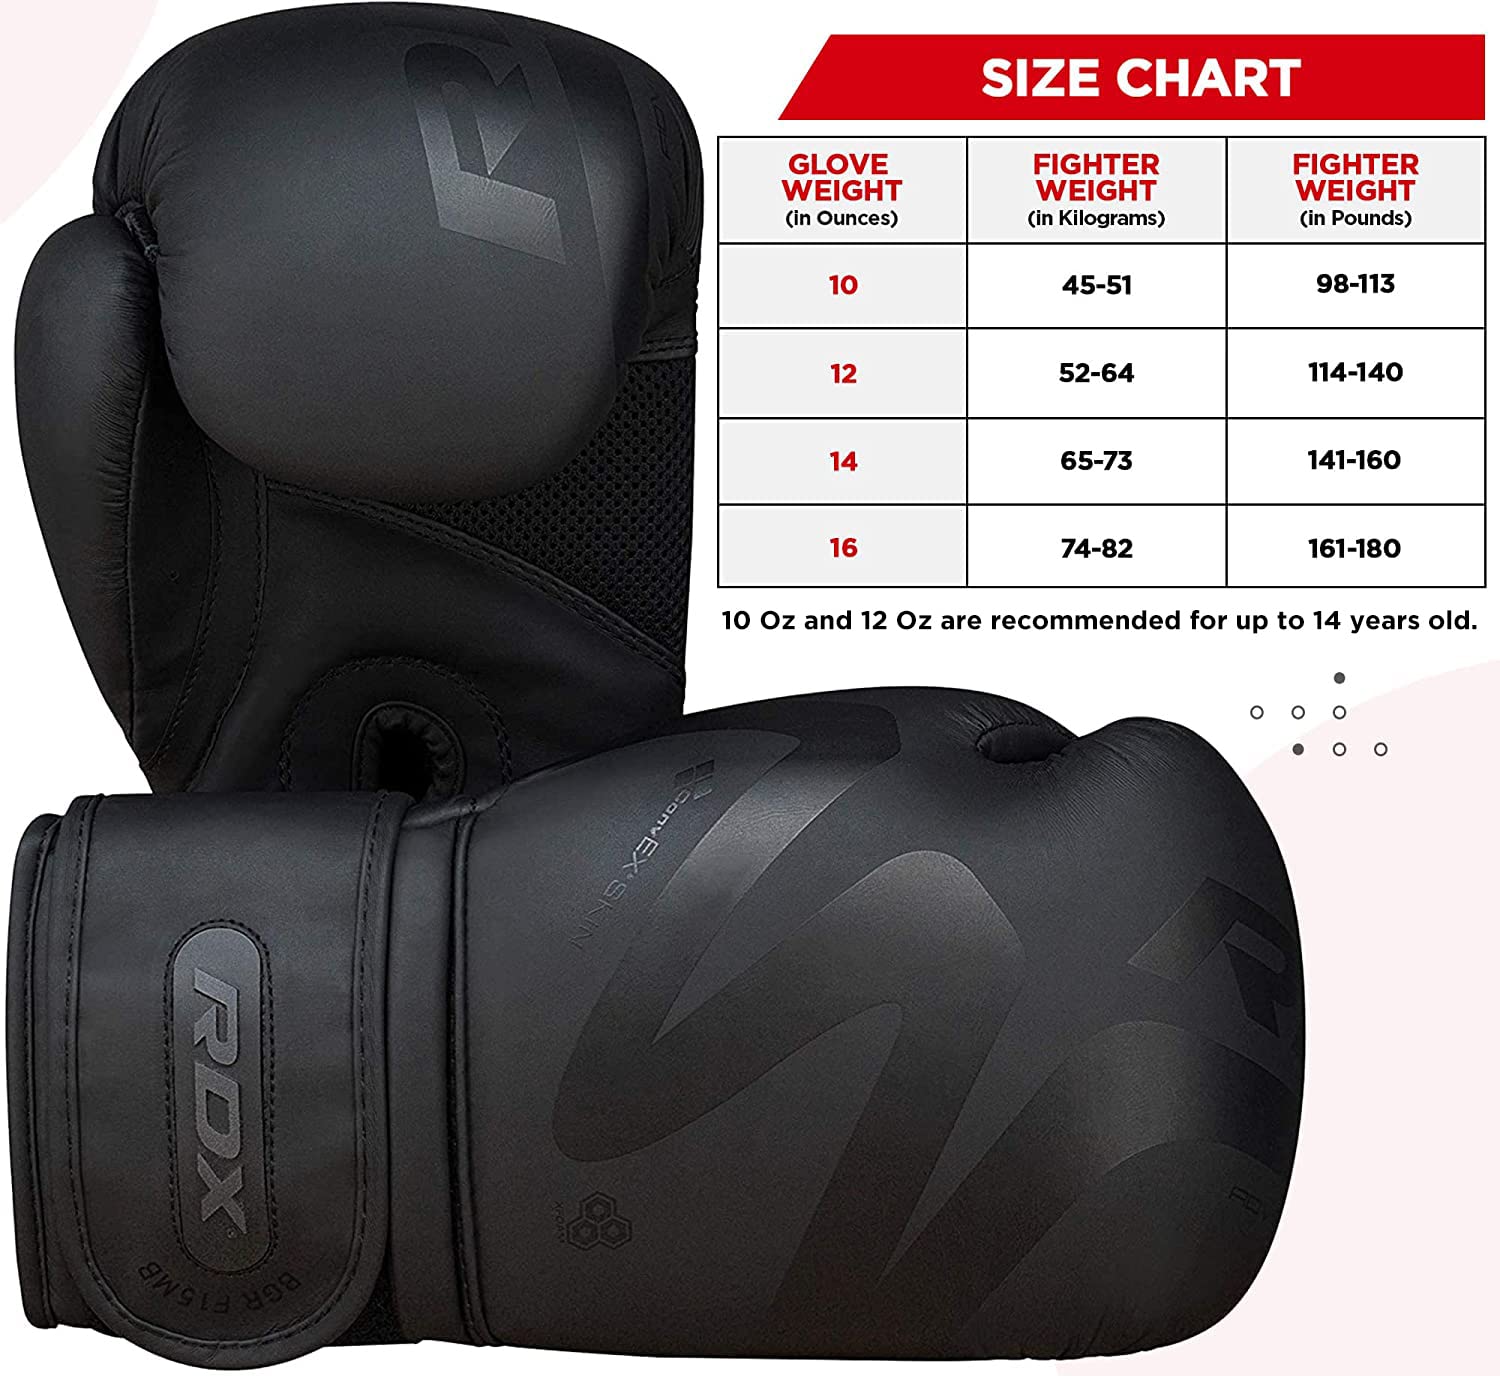 SIZE CHART
GLOVE
WEIGHT
(in Ounces)
FIGHTER
WEIGHT
(in Kilograms)
FIGHTER
WEIGHT
(in Pounds)
10 45-51 98-113
12 52-64 114-140
14 65-73 141-160
16 74-82 161-180
10 Oz and 12 Oz are recommended for up to 14 years old.
ConvEX SKIN
RDX
BGR F15MB